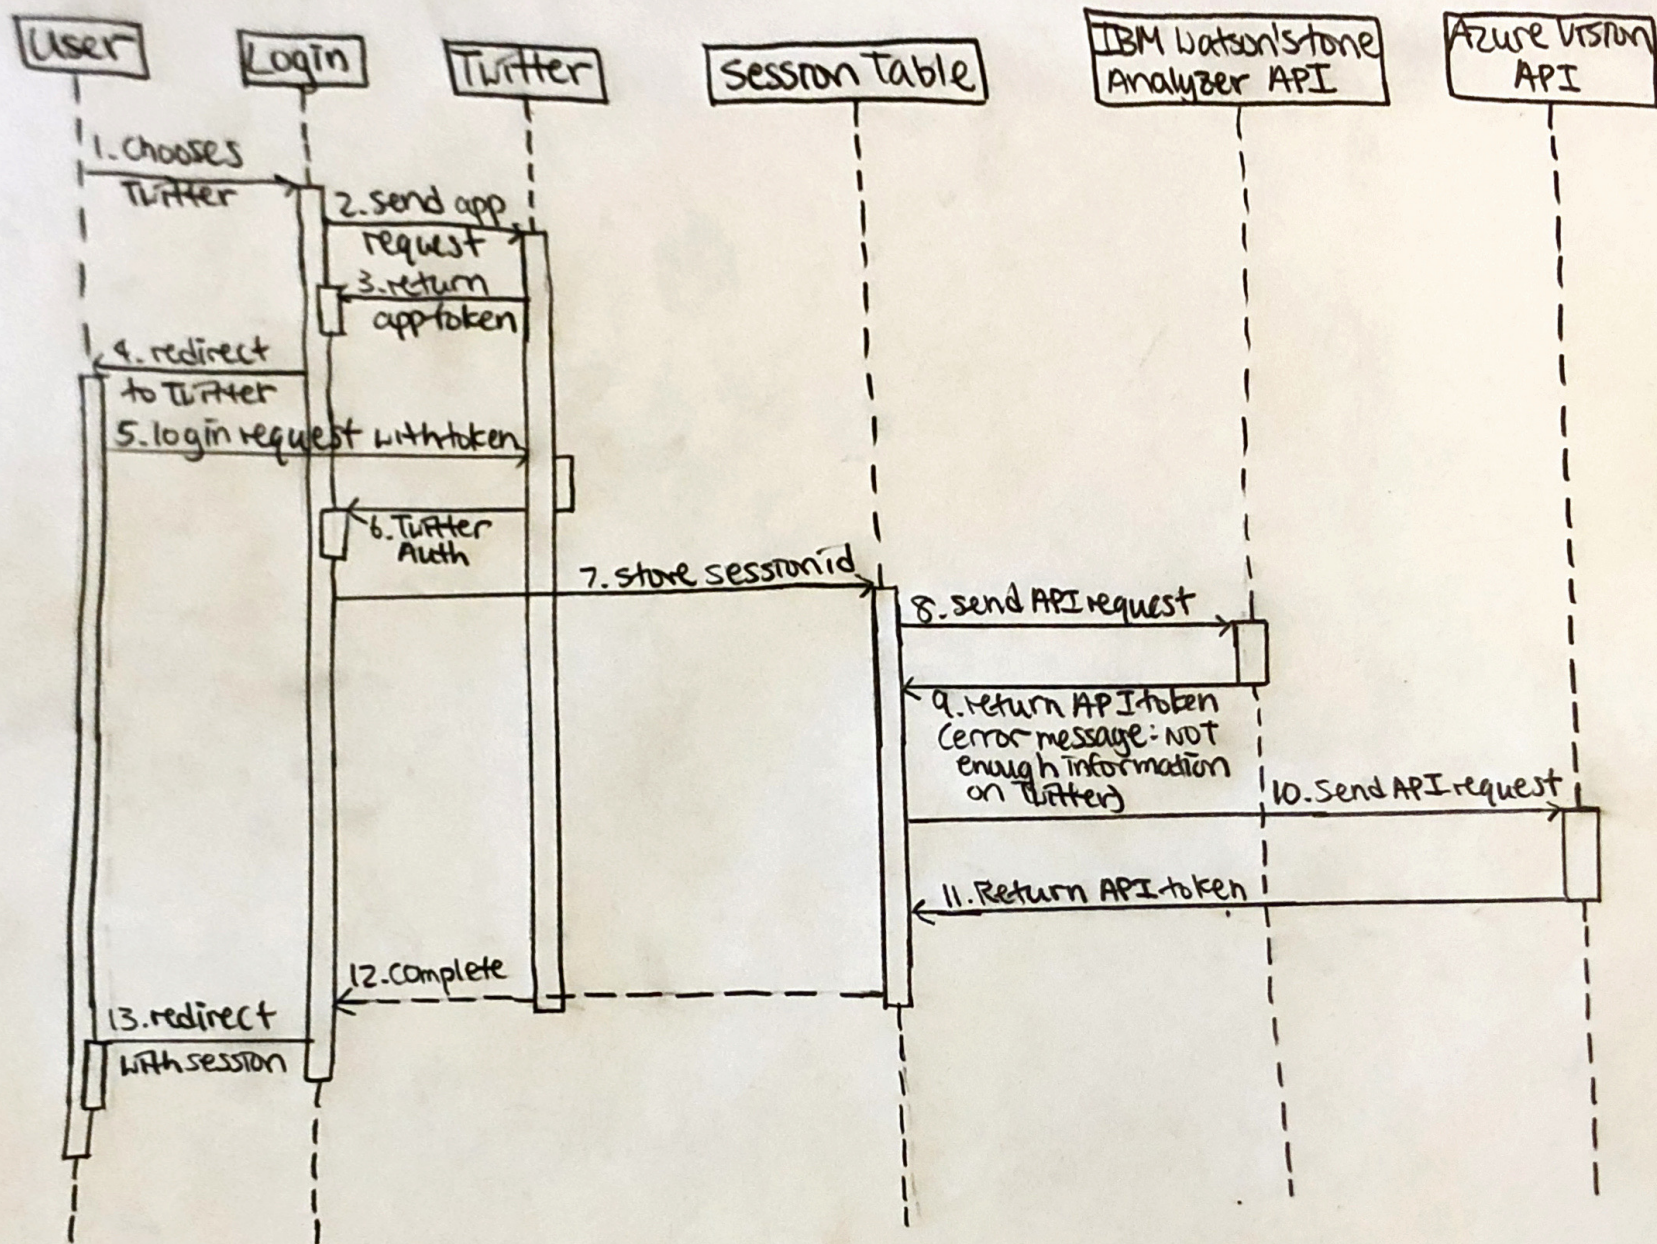 User
Login
Twitter
Session Table
IBM Watson's tone
Analyzer API
Azure Vision
API
1. Chooses
Twitter
2. send app
request
3. return
app token
4. redirect
to Twitter
5. login request with token
6. Twitter
Auth
7. store session id
8. send API request
9. return API token
(error message: NOT
enough information
on Twitter)
10. Send API request
11. Return API token
12. complete
13. redirect
with session